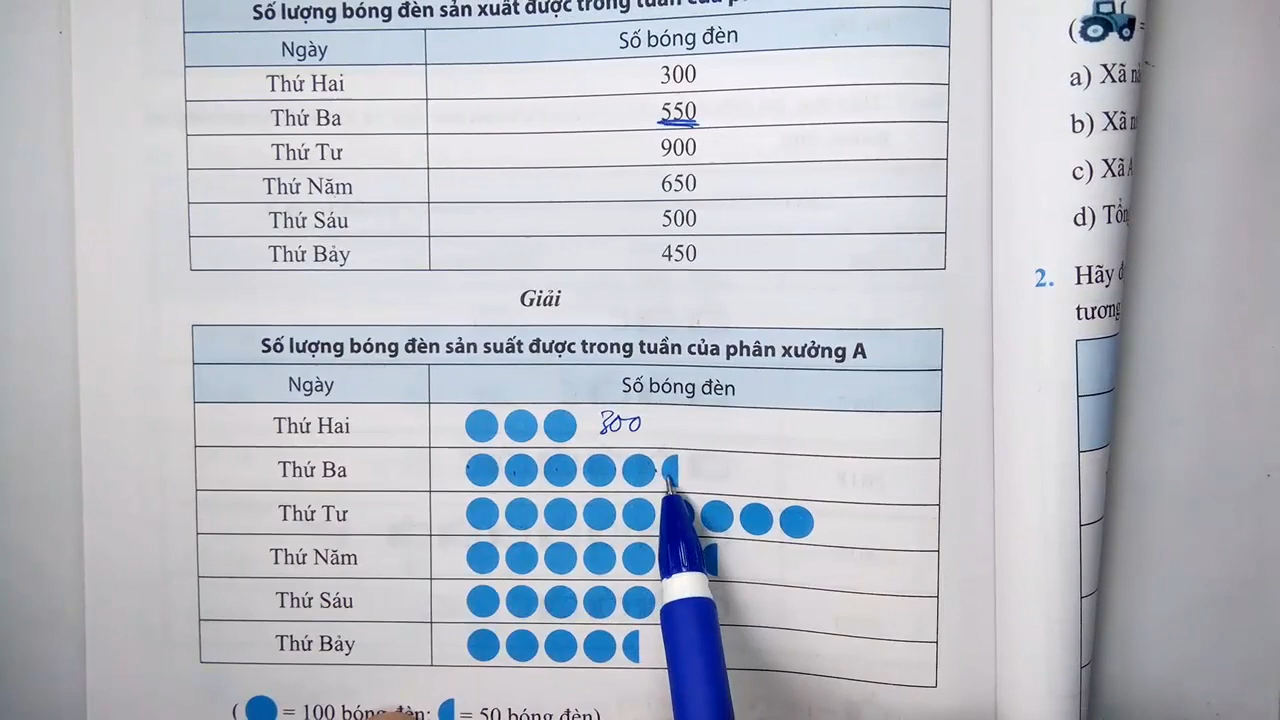 Số lượng bóng đèn sản xuất được trong tuần của
Ngày Số bóng đèn
Thứ Hai 300
Thứ Ba 550
Thứ Tư 900
Thứ Năm 650
Thứ Sáu 500
Thứ Bảy 450
Giải
Số lượng bóng đèn sản suất được trong tuần của phân xưởng A
Ngày Số bóng đèn
Thứ Hai 300
Thứ Ba
Thứ Tư
Thứ Năm
Thứ Sáu
Thứ Bảy
( = 100 bóng đèn; = 50 bóng đèn)
( =
a) Xã
b) Xã
c) Xã
d)
2. Hãy
tương